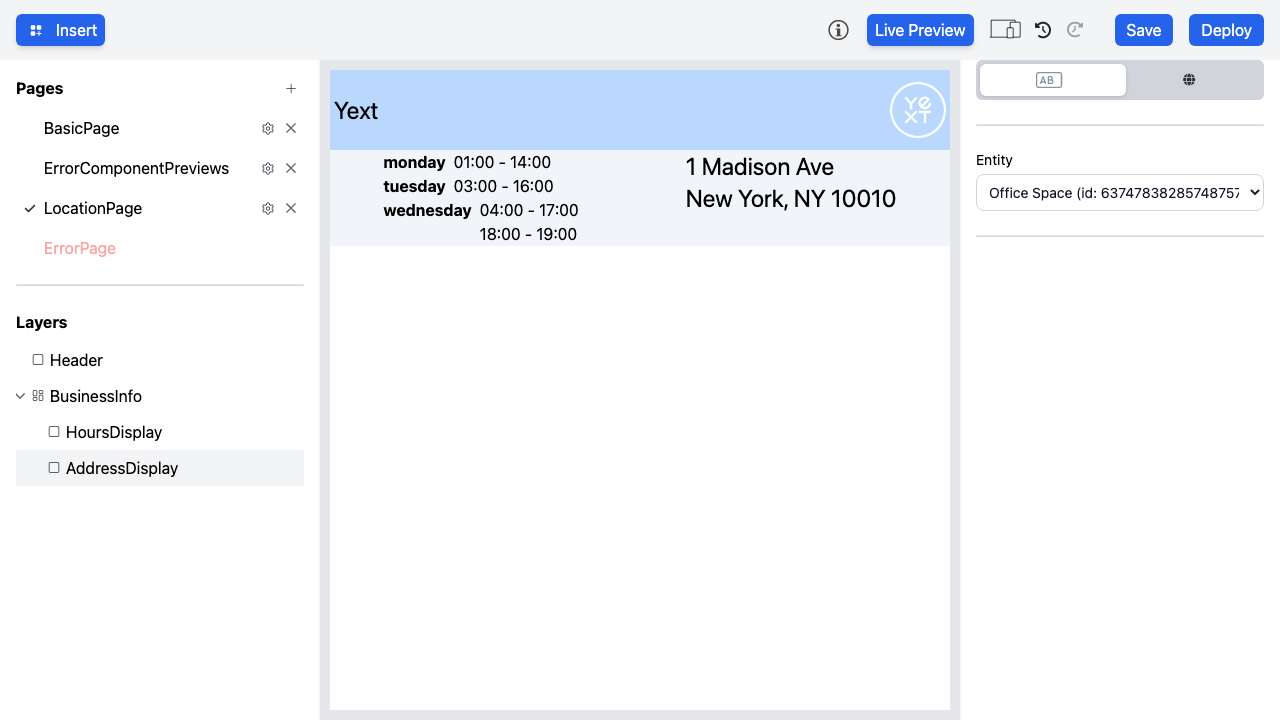 Insert
Live Preview
Save
Deploy
Pages
BasicPage
ErrorComponentPreviews
LocationPage
ErrorPage
Layers
Header
BusinessInfo
HoursDisplay
AddressDisplay
Yext
YEXT
monday 01:00 - 14:00
tuesday 03:00 - 16:00
wednesday 04:00 - 17:00
18:00 - 19:00
1 Madison Ave
New York, NY 10010
AB
Entity
Office Space (id: 63747838285748757